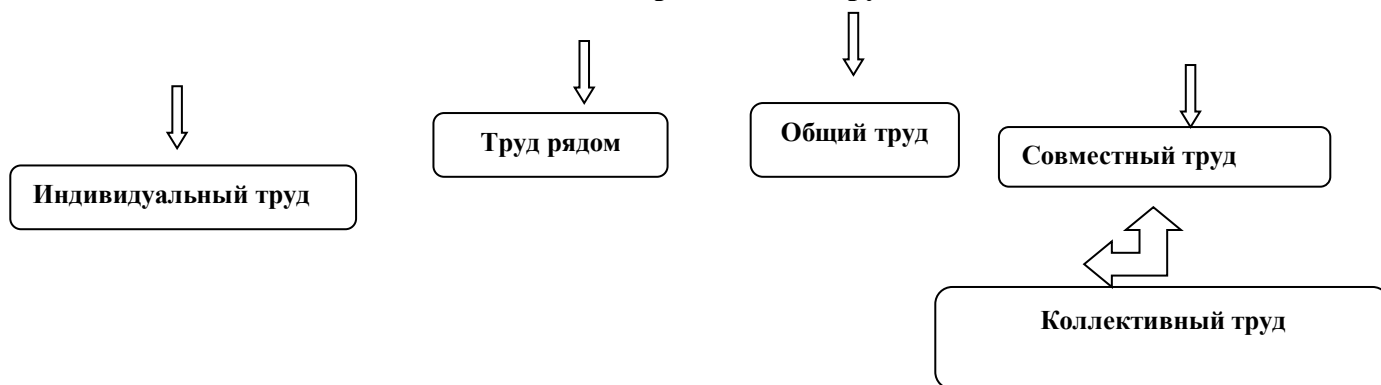 Индивидуальный труд
Труд рядом
Общий труд
Совместный труд
Коллективный труд